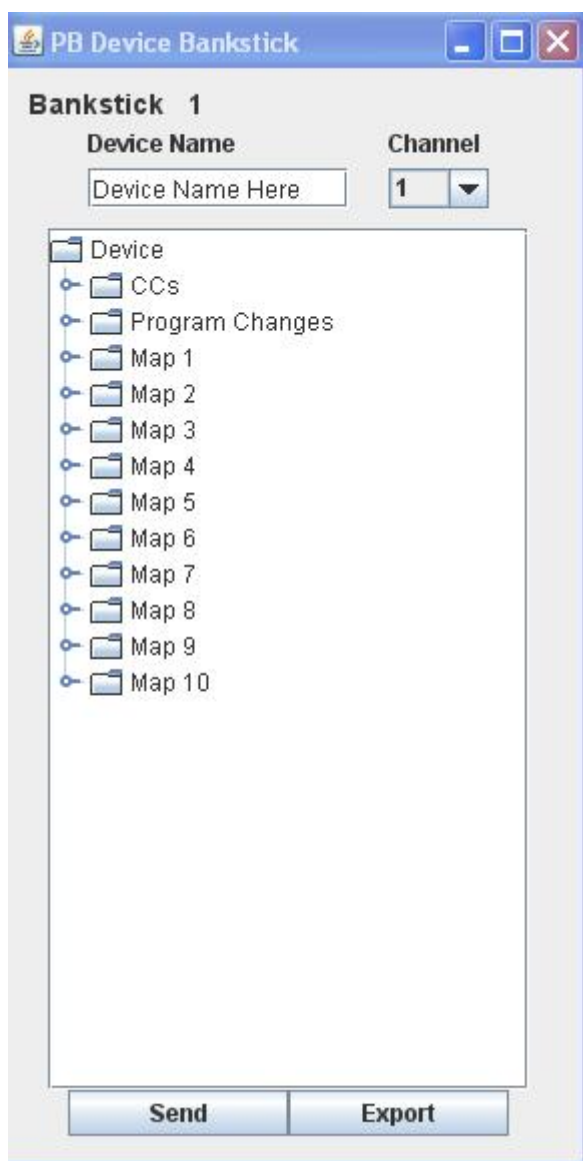 PB Device Bankstick
Bankstick 1
Device Name Channel
Device Name Here 1
Device
CCs
Program Changes
Map 1
Map 2
Map 3
Map 4
Map 5
Map 6
Map 7
Map 8
Map 9
Map 10
Send Export